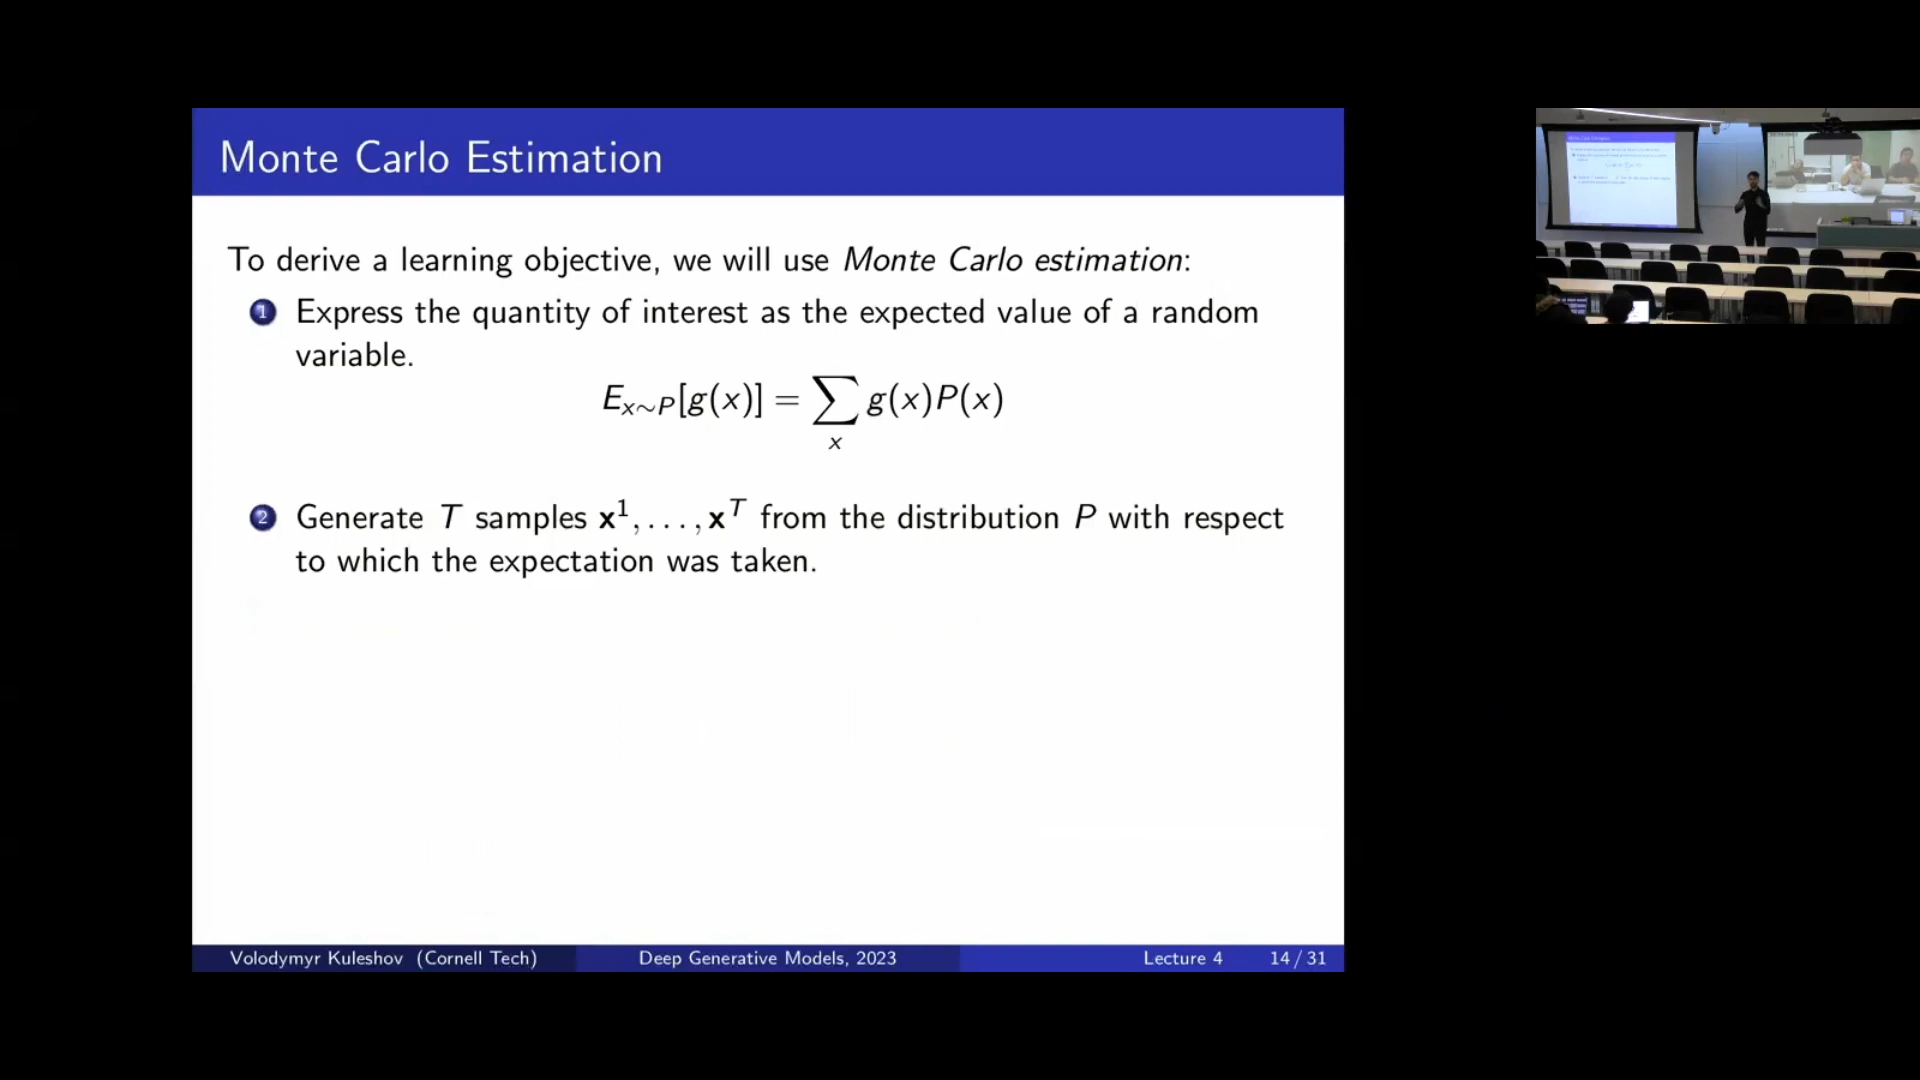 Monte Carlo Estimation
To derive a learning objective, we will use Monte Carlo estimation:
1 Express the quantity of interest as the expected value of a random
variable.
E_{x∼P}[g(x)] = ∑_x g(x)P(x)
2 Generate T samples x^1, . . . , x^T from the distribution P with respect
to which the expectation was taken.
Volodymyr Kuleshov (Cornell Tech) Deep Generative Models, 2023 Lecture 4 14 / 31